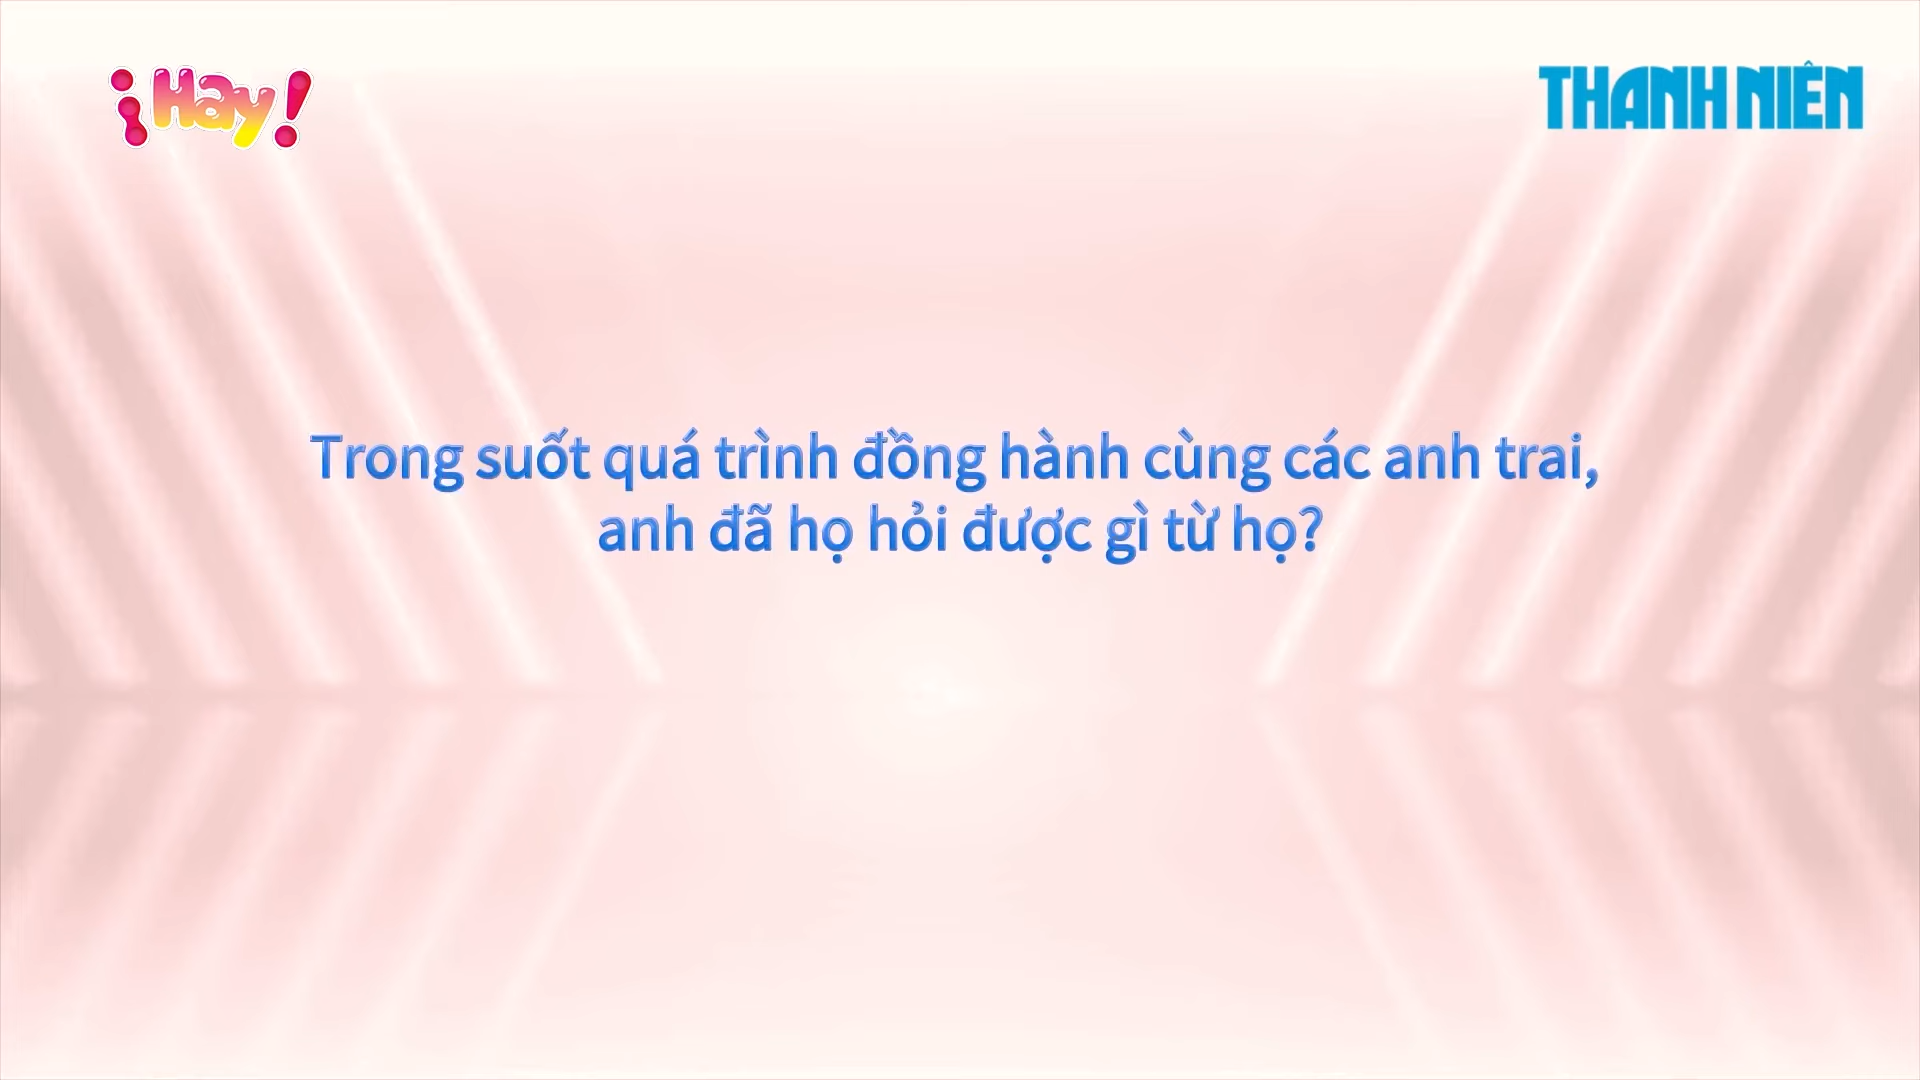 ¡Hay!
THANH NIÊN
Trong suốt quá trình đồng hành cùng các anh trai,
anh đã họ hỏi được gì từ họ?